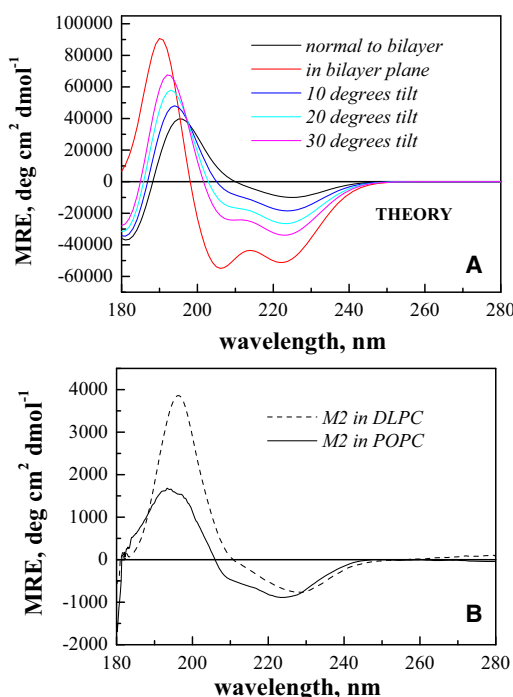 100000
80000
60000
40000
20000
0
-20000
-40000
-60000
MRE, deg cm² dmol⁻¹
normal to bilayer
in bilayer plane
10 degrees tilt
20 degrees tilt
30 degrees tilt
THEORY
A
180 200 220 240 260 280
wavelength, nm
4000
3000
2000
1000
0
-1000
-2000
MRE, deg cm² dmol⁻¹
M2 in DLPC
M2 in POPC
B
180 200 220 240 260 280
wavelength, nm